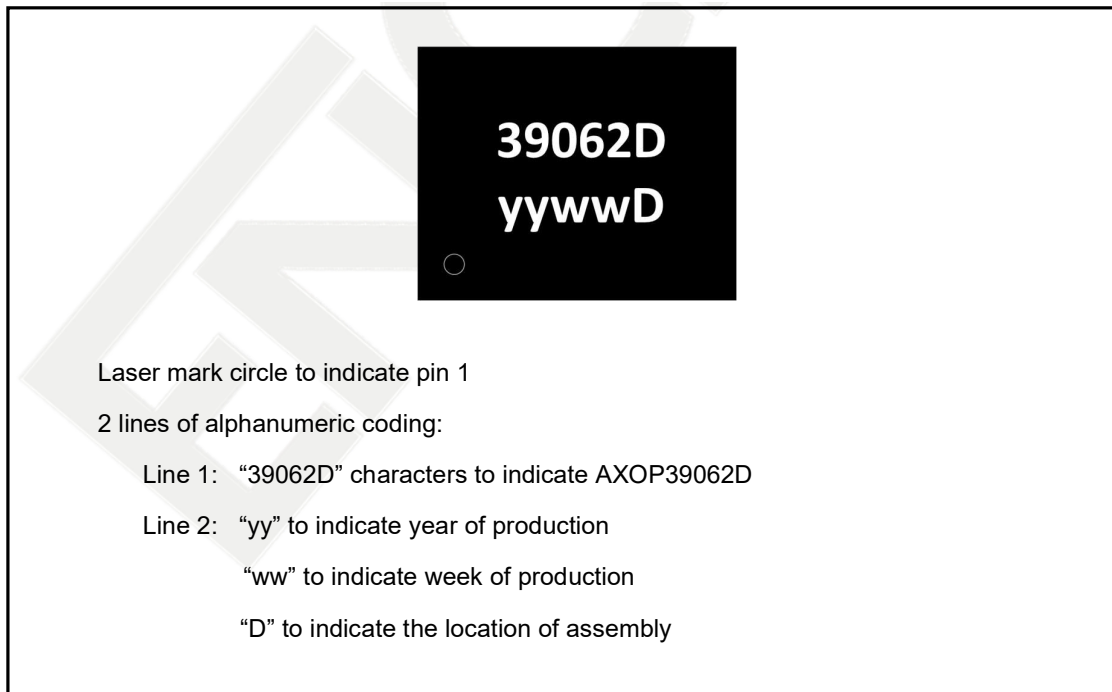 39062D
yywwD
Laser mark circle to indicate pin 1
2 lines of alphanumeric coding:
Line 1: “39062D” characters to indicate AXOP39062D
Line 2: “yy” to indicate year of production
“ww” to indicate week of production
“D” to indicate the location of assembly